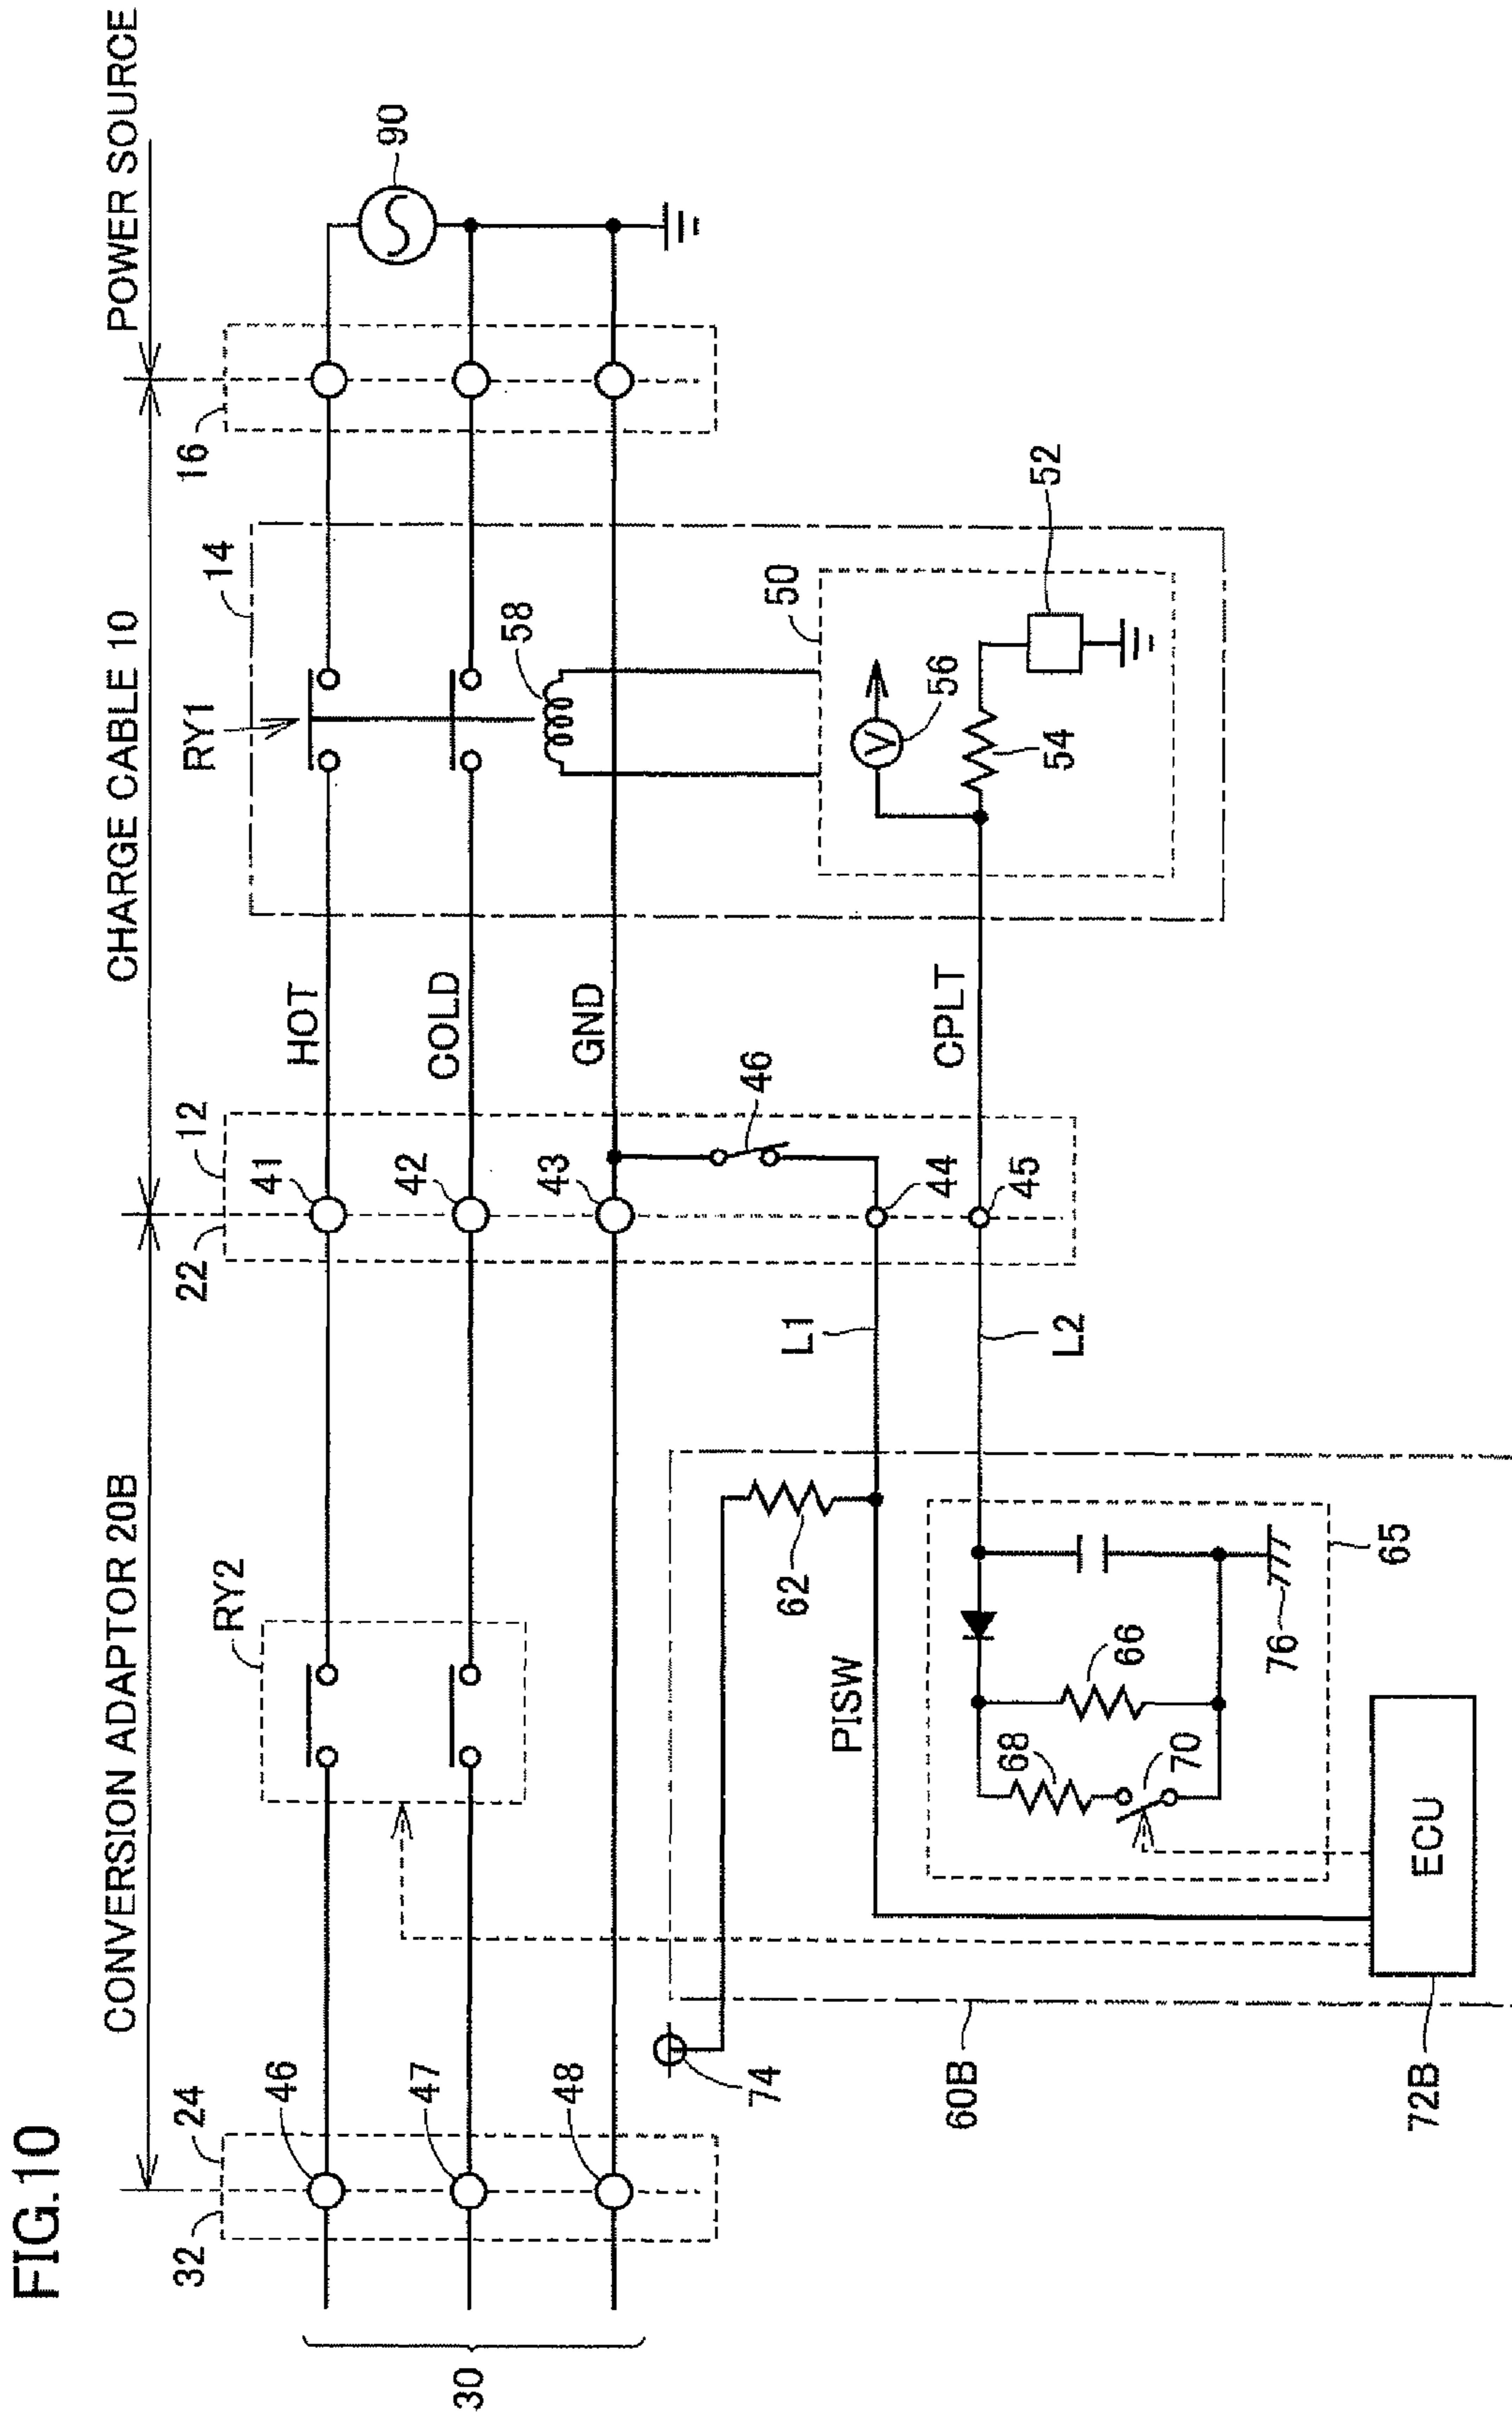 FIG.10
CONVERSION ADAPTOR 20B
CHARGE CABLE 10
POWER SOURCE
32
24
22
12
14
16
90
RY2
RY1
46
41
HOT
47
42
COLD
58
48
43
GND
30
74
62
L1
46
50
PISW
44
56
52
68
66
L2
45
CPLT
54
70
76
65
60B
ECU
72B
V